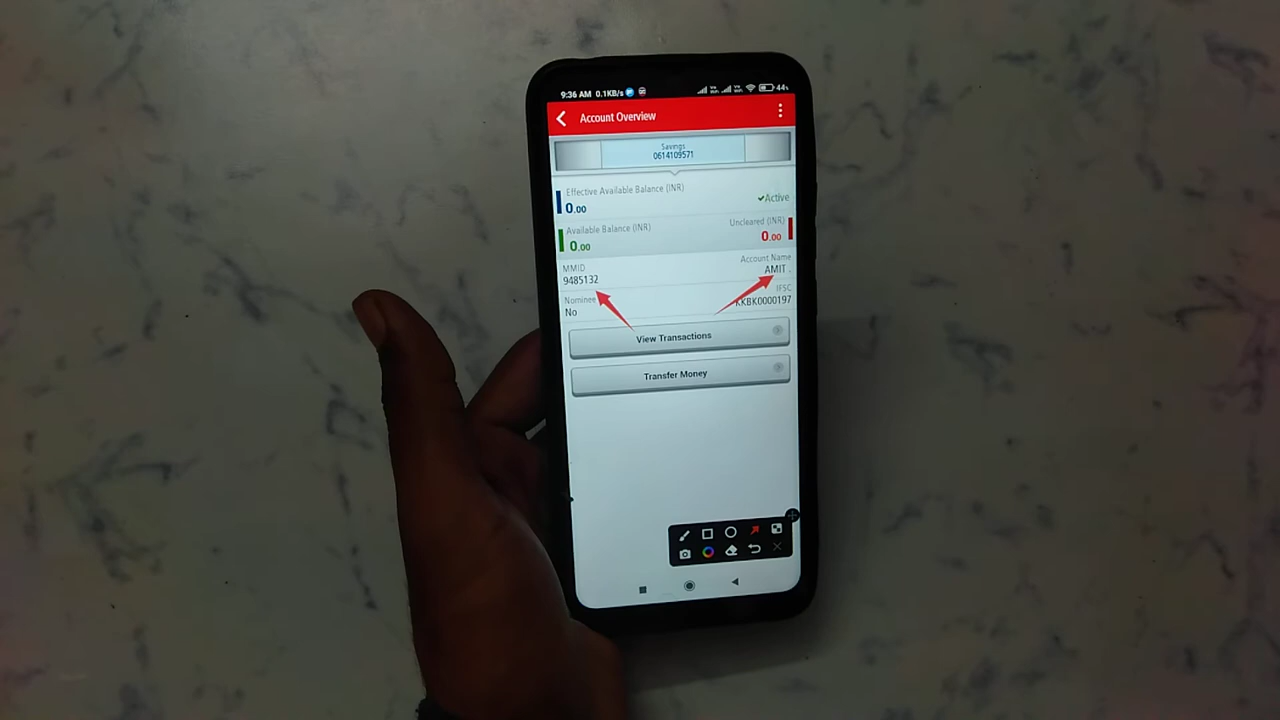 9:36 AM 0.1KB/s 44%
Account Overview
Savings
0614109571
Effective Available Balance (INR)
0.00
Active
Available Balance (INR)
0.00
Uncleared (INR)
0.00
MMID
9485132
Account Name
AMIT .
Nominee
No
IFSC
KKBK0000197
View Transactions
Transfer Money